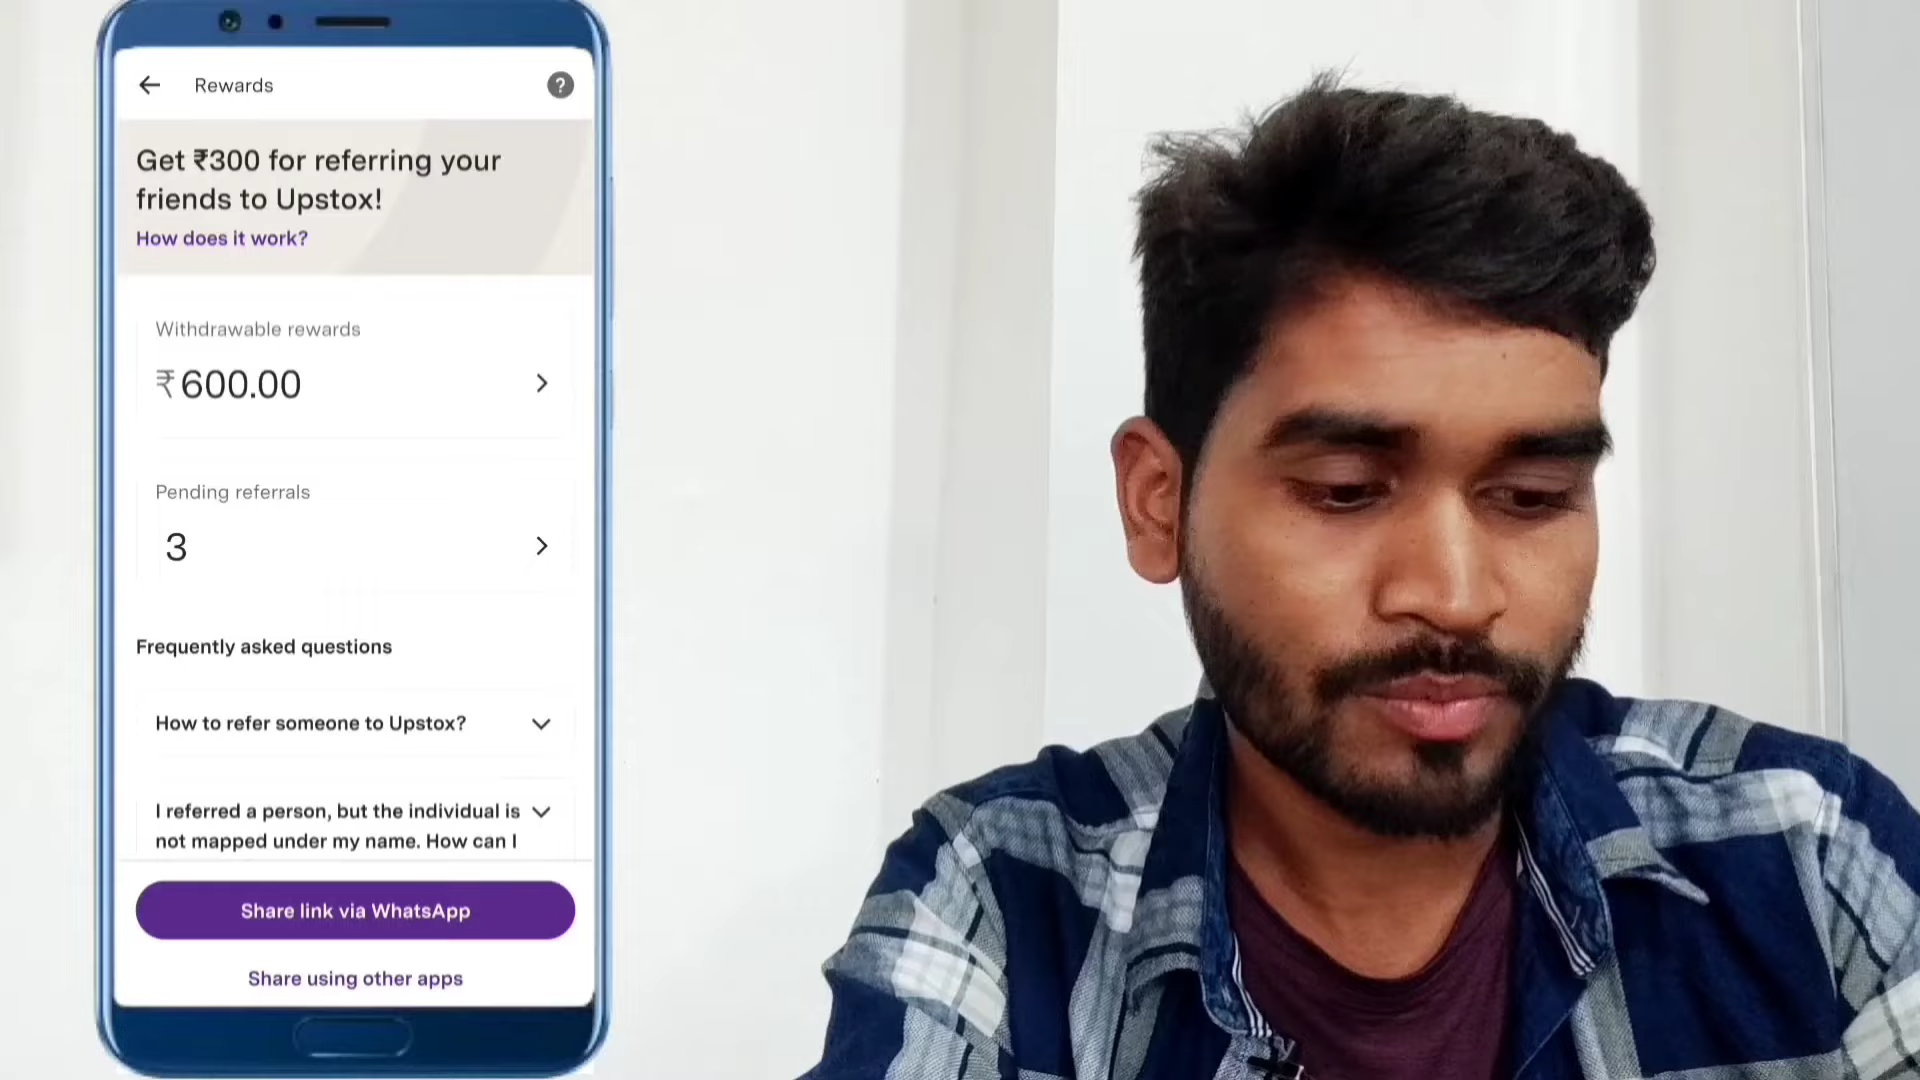 Rewards
?
Get ₹300 for referring your
friends to Upstox!
How does it work?
Withdrawable rewards
₹600.00
Pending referrals
3
Frequently asked questions
How to refer someone to Upstox?
I referred a person, but the individual is
not mapped under my name. How can I
Share link via WhatsApp
Share using other apps